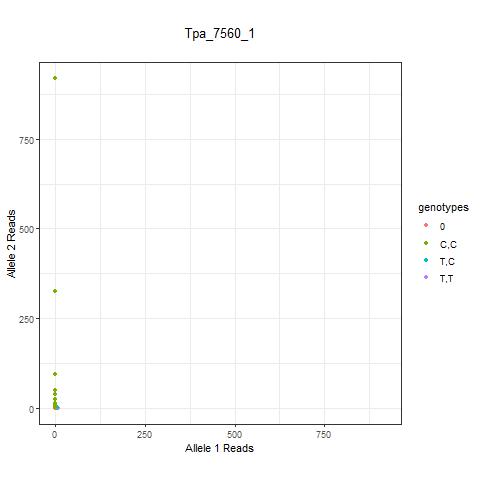 Tpa_7560_1
Allele 2 Reads
750
500
250
0
0
250
500
750
Allele 1 Reads
genotypes
0
C,C
T,C
T,T